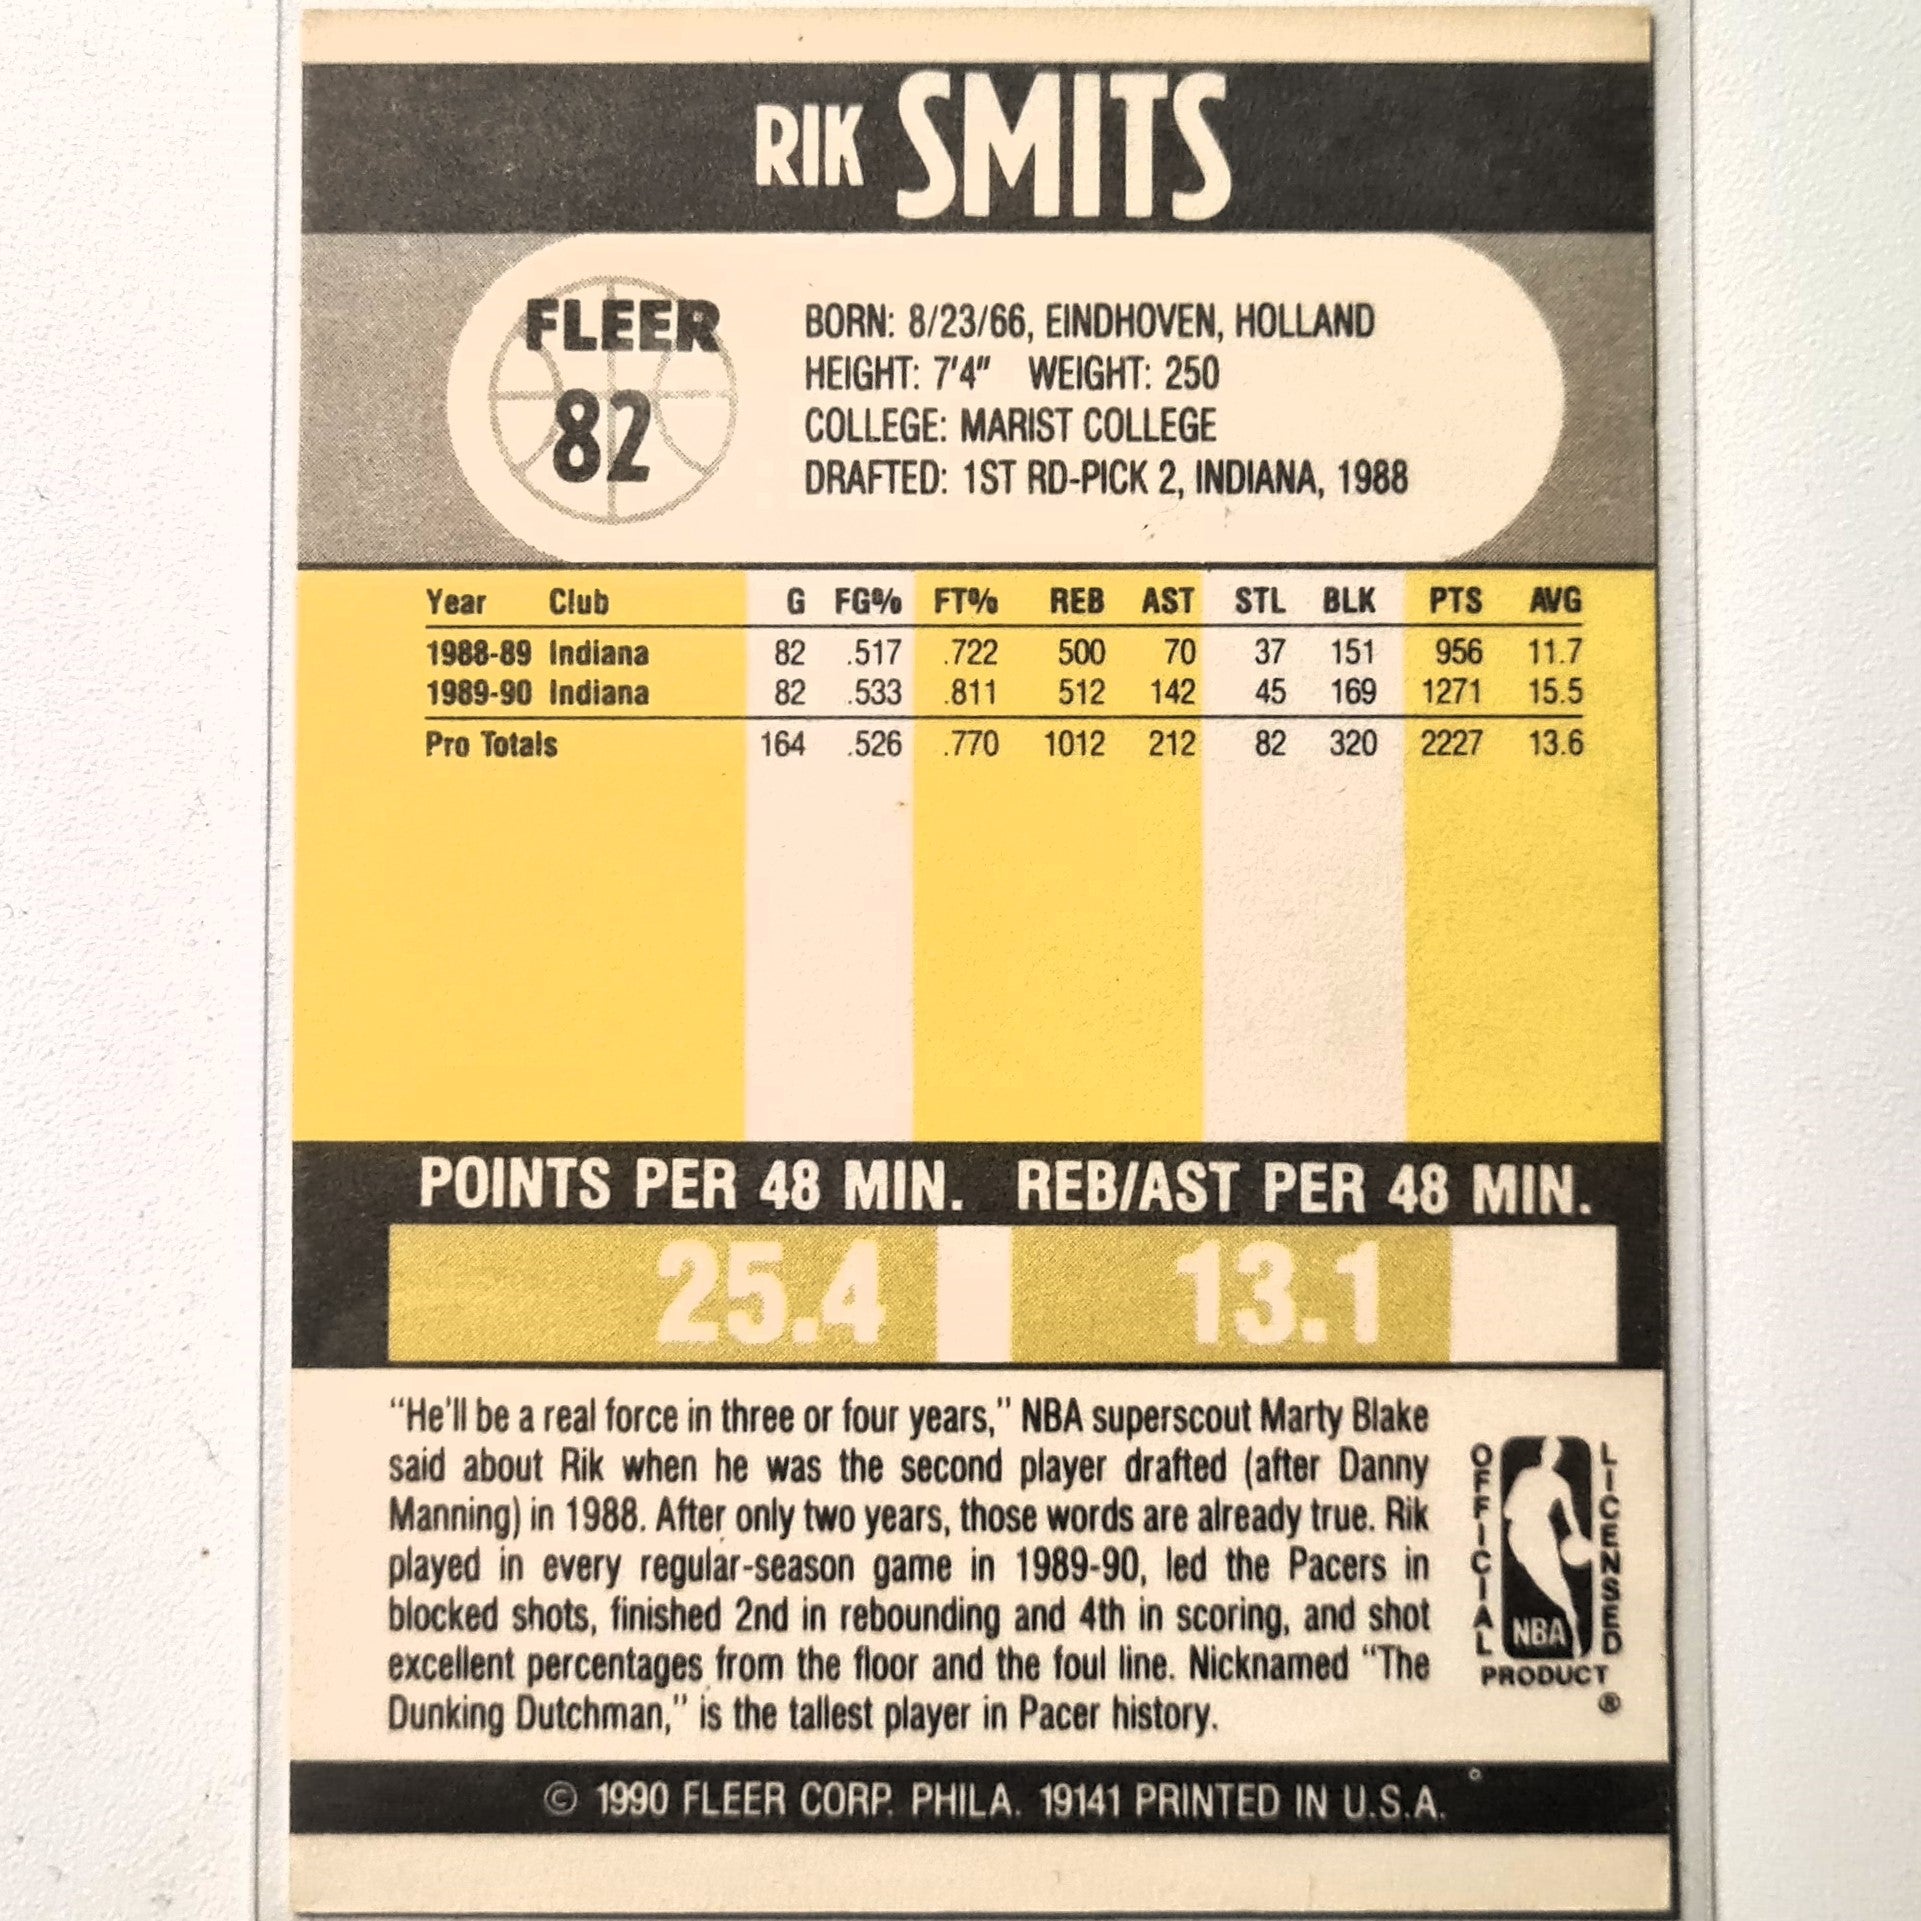 RIK SMITS
FLEER
82
BORN: 8/23/66, EINDHOVEN, HOLLAND
HEIGHT: 7'4" WEIGHT: 250
COLLEGE: MARIST COLLEGE
DRAFTED: 1ST RD-PICK 2, INDIANA, 1988
Year Club G FG% FT% REB AST STL BLK PTS AVG
1988-89 Indiana 82 .517 .722 500 70 37 151 956 11.7
1989-90 Indiana 82 .533 .811 512 142 45 169 1271 15.5
Pro Totals 164 .526 .770 1012 212 82 320 2227 13.6
POINTS PER 48 MIN. REB/AST PER 48 MIN.
25.4 13.1
"He'll be a real force in three or four years," NBA superscout Marty Blake
said about Rik when he was the second player drafted (after Danny
Manning) in 1988. After only two years, those words are already true. Rik
played in every regular-season game in 1989-90, led the Pacers in
blocked shots, finished 2nd in rebounding and 4th in scoring, and shot
excellent percentages from the floor and the foul line. Nicknamed "The
Dunking Dutchman," is the tallest player in Pacer history.
OFFICIAL
NBA
LICENSED
PRODUCT
®
© 1990 FLEER CORP. PHILA. 19141 PRINTED IN U.S.A.